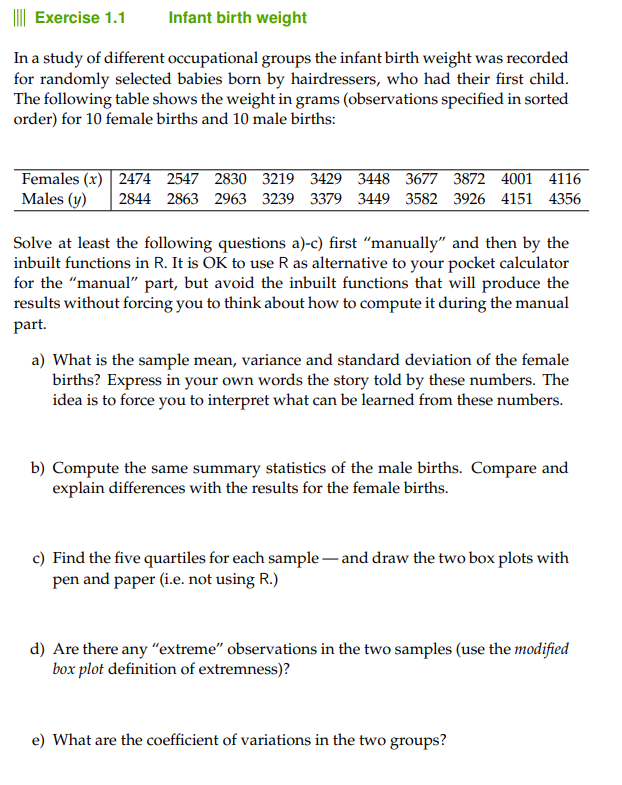 Exercise 1.1 Infant birth weight
In a study of different occupational groups the infant birth weight was recorded
for randomly selected babies born by hairdressers, who had their first child.
The following table shows the weight in grams (observations specified in sorted
order) for 10 female births and 10 male births:
Females (x) 2474 2547 2830 3219 3429 3448 3677 3872 4001 4116
Males (y) 2844 2863 2963 3239 3379 3449 3582 3926 4151 4356
Solve at least the following questions a)-c) first “manually” and then by the
inbuilt functions in R. It is OK to use R as alternative to your pocket calculator
for the “manual” part, but avoid the inbuilt functions that will produce the
results without forcing you to think about how to compute it during the manual
part.
a) What is the sample mean, variance and standard deviation of the female
births? Express in your own words the story told by these numbers. The
idea is to force you to interpret what can be learned from these numbers.
b) Compute the same summary statistics of the male births. Compare and
explain differences with the results for the female births.
c) Find the five quartiles for each sample — and draw the two box plots with
pen and paper (i.e. not using R.)
d) Are there any “extreme” observations in the two samples (use the modified
box plot definition of extremness)?
e) What are the coefficient of variations in the two groups?